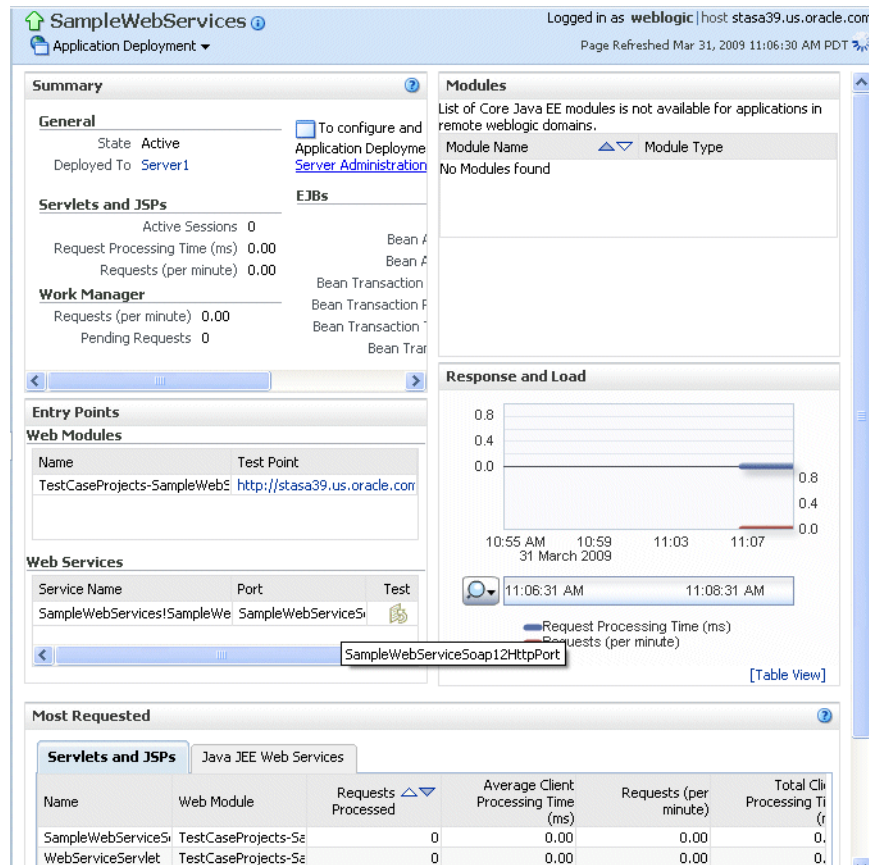 SampleWebServices
Logged in as weblogic|host stasa39.us.oracle.com
Application Deployment
Page Refreshed Mar 31, 2009 11:06:30 AM PDT
Summary
General
State Active
Deployed To Server1
To configure and
Application Deployme
Server Administration
Servlets and JSPs
Active Sessions 0
Request Processing Time (ms) 0.00
Requests (per minute) 0.00
Work Manager
Requests (per minute) 0.00
Pending Requests 0
EJBs
Bean A
Bean A
Bean Transaction
Bean Transaction R
Bean Transaction T
Bean Tran
Modules
List of Core Java EE modules is not available for applications in
remote weblogic domains.
Module Name Module Type
No Modules found
Entry Points
Web Modules
Name Test Point
TestCaseProjects-SampleWebS http://stasa39.us.oracle.com
Web Services
Service Name Port Test
SampleWebServices!SampleWe SampleWebServiceS
SampleWebServiceSoap12HttpPort
Response and Load
0.8
0.4
0.0
0.8
0.4
0.0
10:55 AM 10:59 11:03 11:07
31 March 2009
11:06:31 AM 11:08:31 AM
Request Processing Time (ms)
Requests (per minute)
[Table View]
Most Requested
Servlets and JSPs Java JEE Web Services
Name Web Module Requests Processed Average Client Processing Time (ms) Requests (per minute) Total Clie Processing Ti
SampleWebServiceS TestCaseProjects-Sa 0 0.00 0.00 0.
WebServiceServlet TestCaseProjects-Sa 0 0.00 0.00 0.